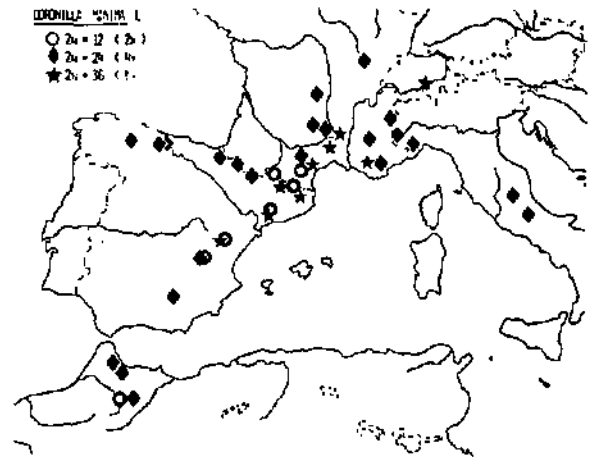 CORONILLA MINIMA L
2n = 12 ( 2x )
2n = 24 ( 4x
2n = 36 (